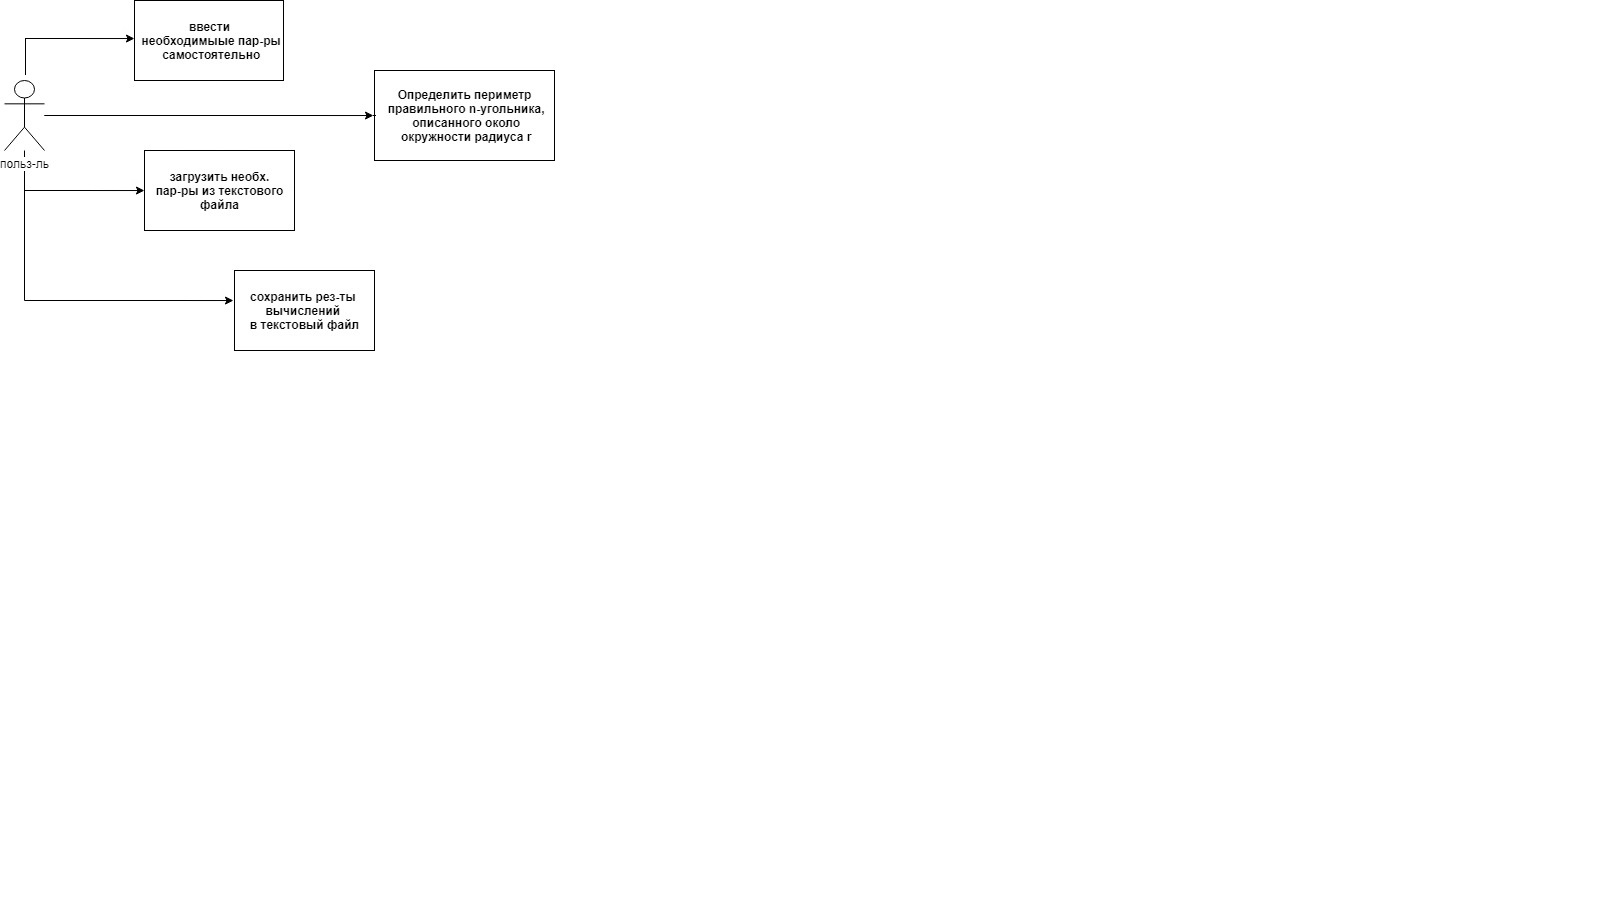 ввести
необходимыые пар-ры
самостоятельно
Определить периметр
правильного n-угольника,
описанного около
окружности радиуса r
польз-ль
загрузить необх.
пар-ры из текстового
файла
сохранить рез-ты
вычислений
в текстовый файл